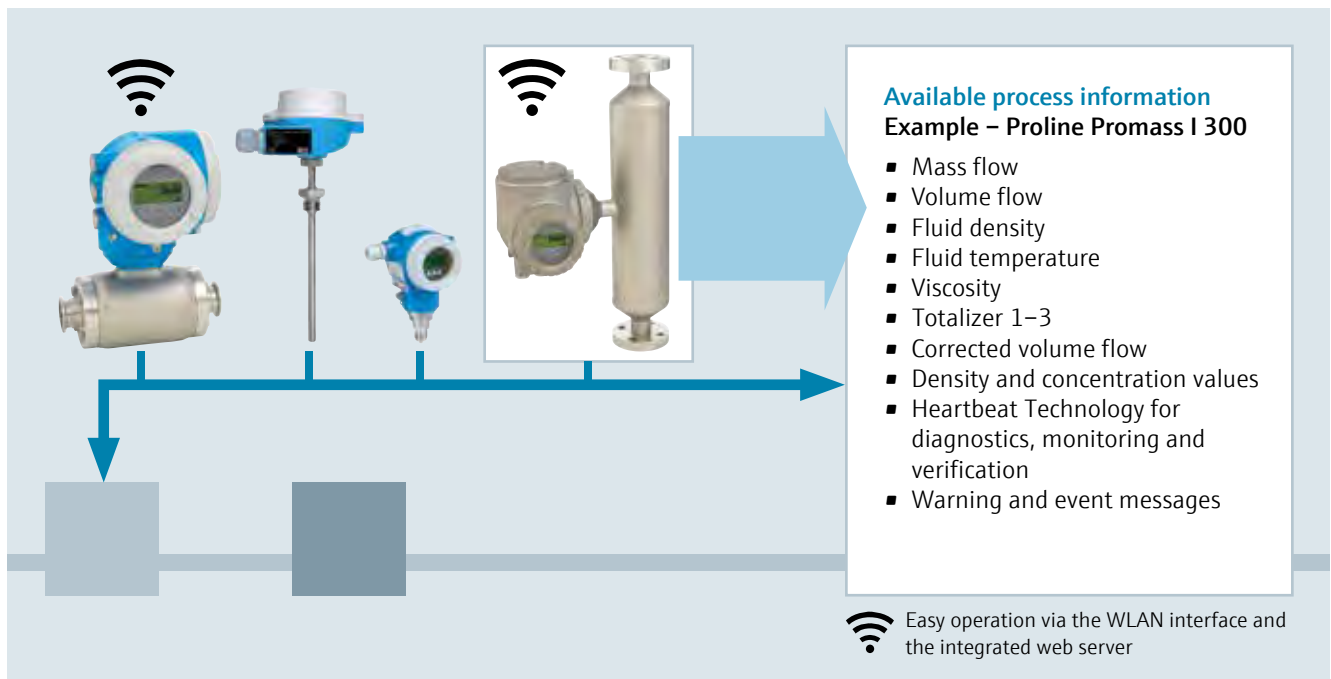 Available process information
Example – Proline Promass I 300
▪ Mass flow
▪ Volume flow
▪ Fluid density
▪ Fluid temperature
▪ Viscosity
▪ Totalizer 1–3
▪ Corrected volume flow
▪ Density and concentration values
▪ Heartbeat Technology for
diagnostics, monitoring and
verification
▪ Warning and event messages
Easy operation via the WLAN interface and
the integrated web server